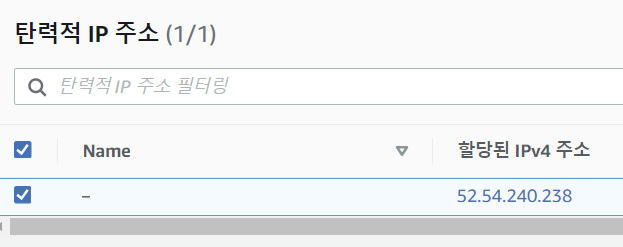 탄력적 IP 주소 (1/1)
탄력적 IP 주소 필터링
Name 할당된 IPv4 주소
– 52.54.240.238